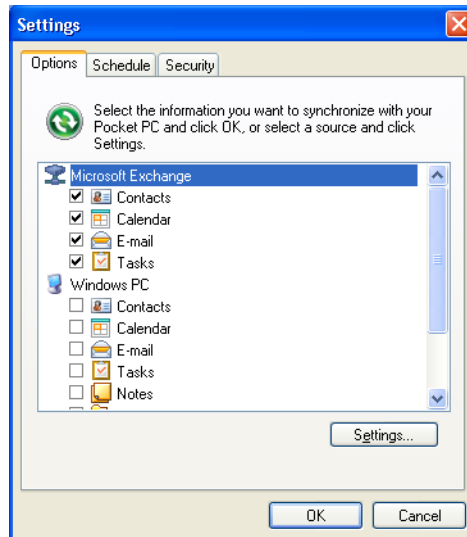 Settings
Options Schedule Security
Select the information you want to synchronize with your
Pocket PC and click OK, or select a source and click
Settings.
Microsoft Exchange
Contacts
Calendar
E-mail
Tasks
Windows PC
Contacts
Calendar
E-mail
Tasks
Notes
Settings...
OK Cancel